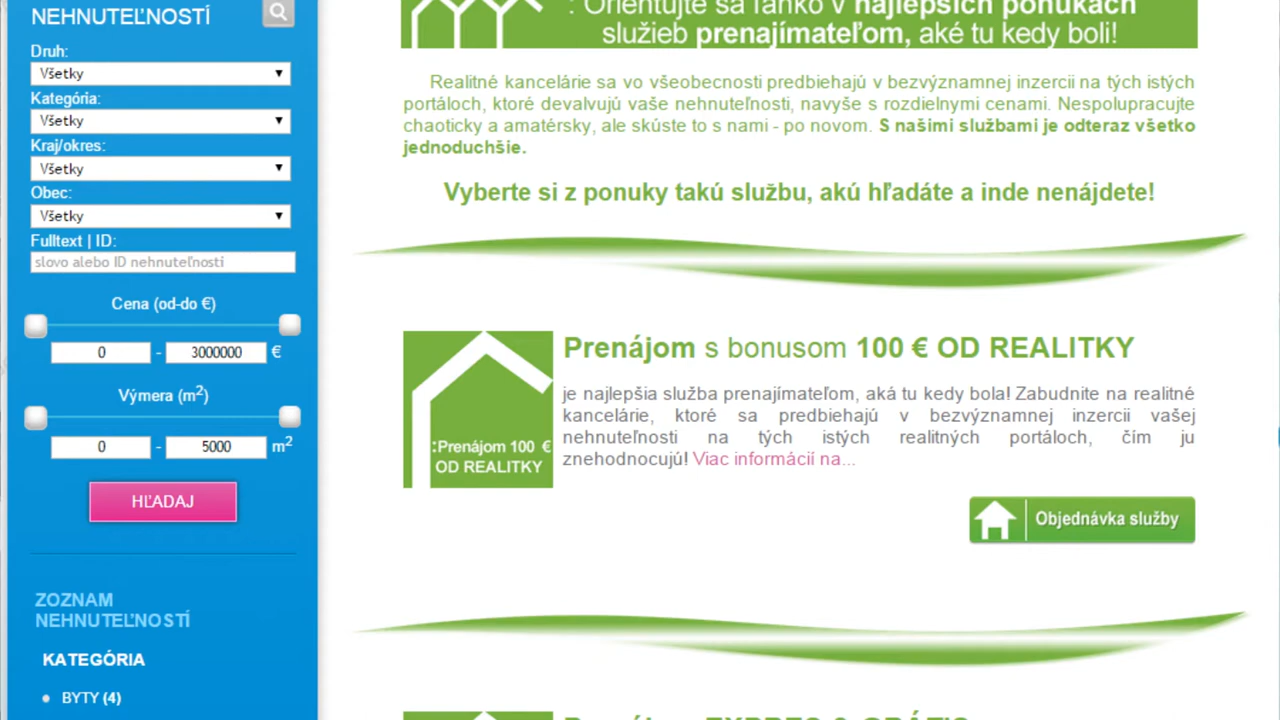 NEHNUTEĽNOSTÍ
Druh:
Všetky
Kategória:
Všetky
Kraj/okres:
Všetky
Obec:
Všetky
Fulltext | ID:
slovo alebo ID nehnuteľnosti
Cena (od-do €)
0 - 3000000 €
Výmera (m²)
0 - 5000 m²
HĽADAJ
ZOZNAM
NEHNUTEĽNOSTÍ
KATEGÓRIA
BYTY (4)
: Orientujte sa ľahko v najlepších ponukách
služieb prenajímateľom, aké tu kedy boli!
Realitné kancelárie sa vo všeobecnosti predbiehajú v bezvýznamnej inzercii na tých istých
portáloch, ktoré devalvujú vaše nehnuteľnosti, navyše s rozdielnymi cenami. Nespolupracujte
chaoticky a amatérsky, ale skúste to s nami - po novom. S našimi službami je odteraz všetko
jednoduchšie.
Vyberte si z ponuky takú službu, akú hľadáte a inde nenájdete!
:Prenájom 100 €
OD REALITKY
Prenájom s bonusom 100 € OD REALITKY
je najlepšia služba prenajímateľom, aká tu kedy bola! Zabudnite na realitné
kancelárie, ktoré sa predbiehajú v bezvýznamnej inzercii vašej
nehnuteľnosti na tých istých realitných portáloch, čím ju
znehodnocujú! Viac informácií na...
Objednávka služby
Prenájom EXPRES & GRÁTIS